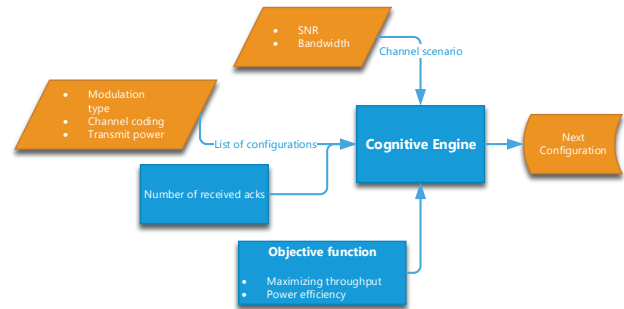 • SNR
• Bandwidth
Channel scenario
• Modulation
type
• Channel coding
• Transmit power
List of configurations
Cognitive Engine
Next
Configuration
Number of received acks
Objective function
• Maximizing throughput
• Power efficiency